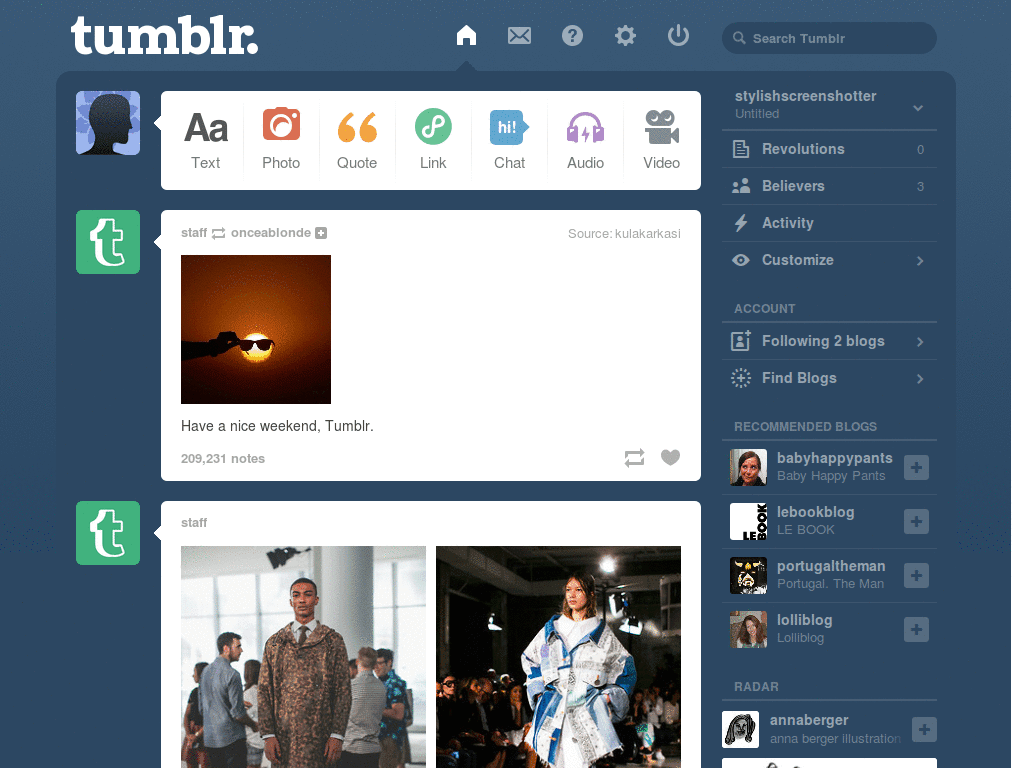 tumblr.
Search Tumblr
Aa
hi!
Text
Photo
Quote
Link
Chat
Audio
Video
stylishscreenshotter
Untitled
Revolutions 0
Believers 3
Activity
Customize
ACCOUNT
Following 2 blogs
Find Blogs
RECOMMENDED BLOGS
babyhappypants
Baby Happy Pants
LE BOOK
lebookblog
LE BOOK
portugaltheman
Portugal. The Man
lolliblog
Lolliblog
RADAR
annaberger
anna berger illustration
t
staff onceablonde
Source: kulakarkasi
Have a nice weekend, Tumblr.
209,231 notes
t
staff